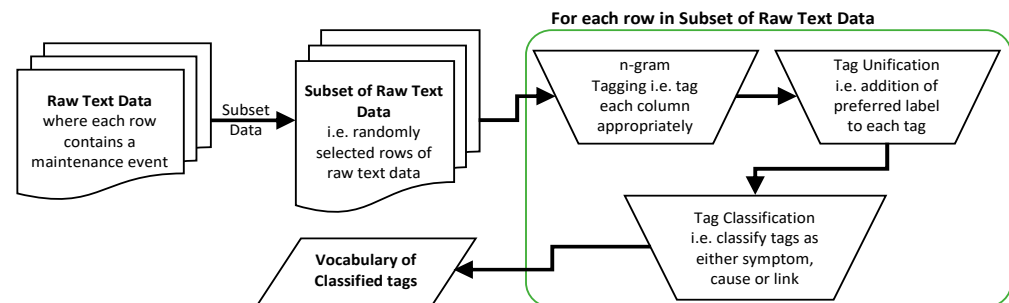 For each row in Subset of Raw Text Data
Raw Text Data
where each row
contains a
maintenance event
Subset
Data
Subset of Raw Text
Data
i.e. randomly
selected rows of
raw text data
n-gram
Tagging i.e. tag
each column
appropriately
Tag Unification
i.e. addition of
preferred label
to each tag
Tag Classification
i.e. classify tags as
either symptom,
cause or link
Vocabulary of
Classified tags